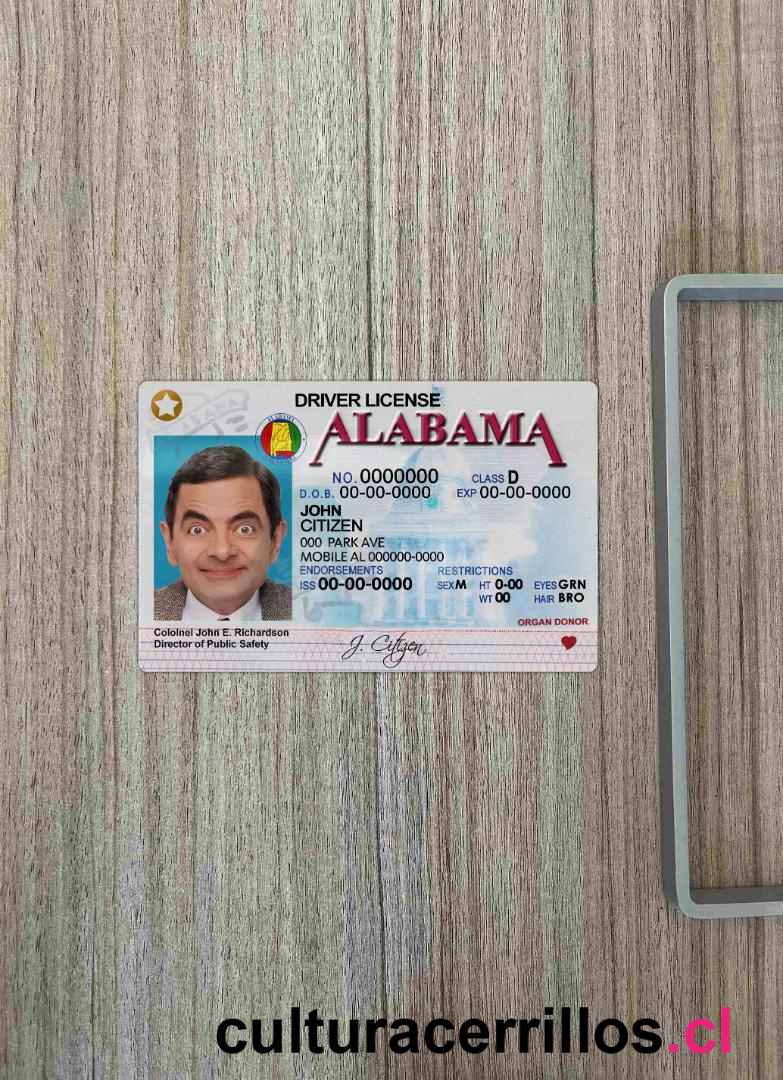 DRIVER LICENSE
ALABAMA
ALABAMA
NO. 0000000 CLASS D
D.O.B. 00-00-0000 EXP 00-00-0000
JOHN
CITIZEN
000 PARK AVE
MOBILE AL 000000-0000
ENDORSEMENTS RESTRICTIONS
ISS 00-00-0000 SEX M HT 0-00 EYES GRN
WT 00 HAIR BRO
ORGAN DONOR
Cololnel John E. Richardson
Director of Public Safety
J. Citizen
culturacerrillos.cl